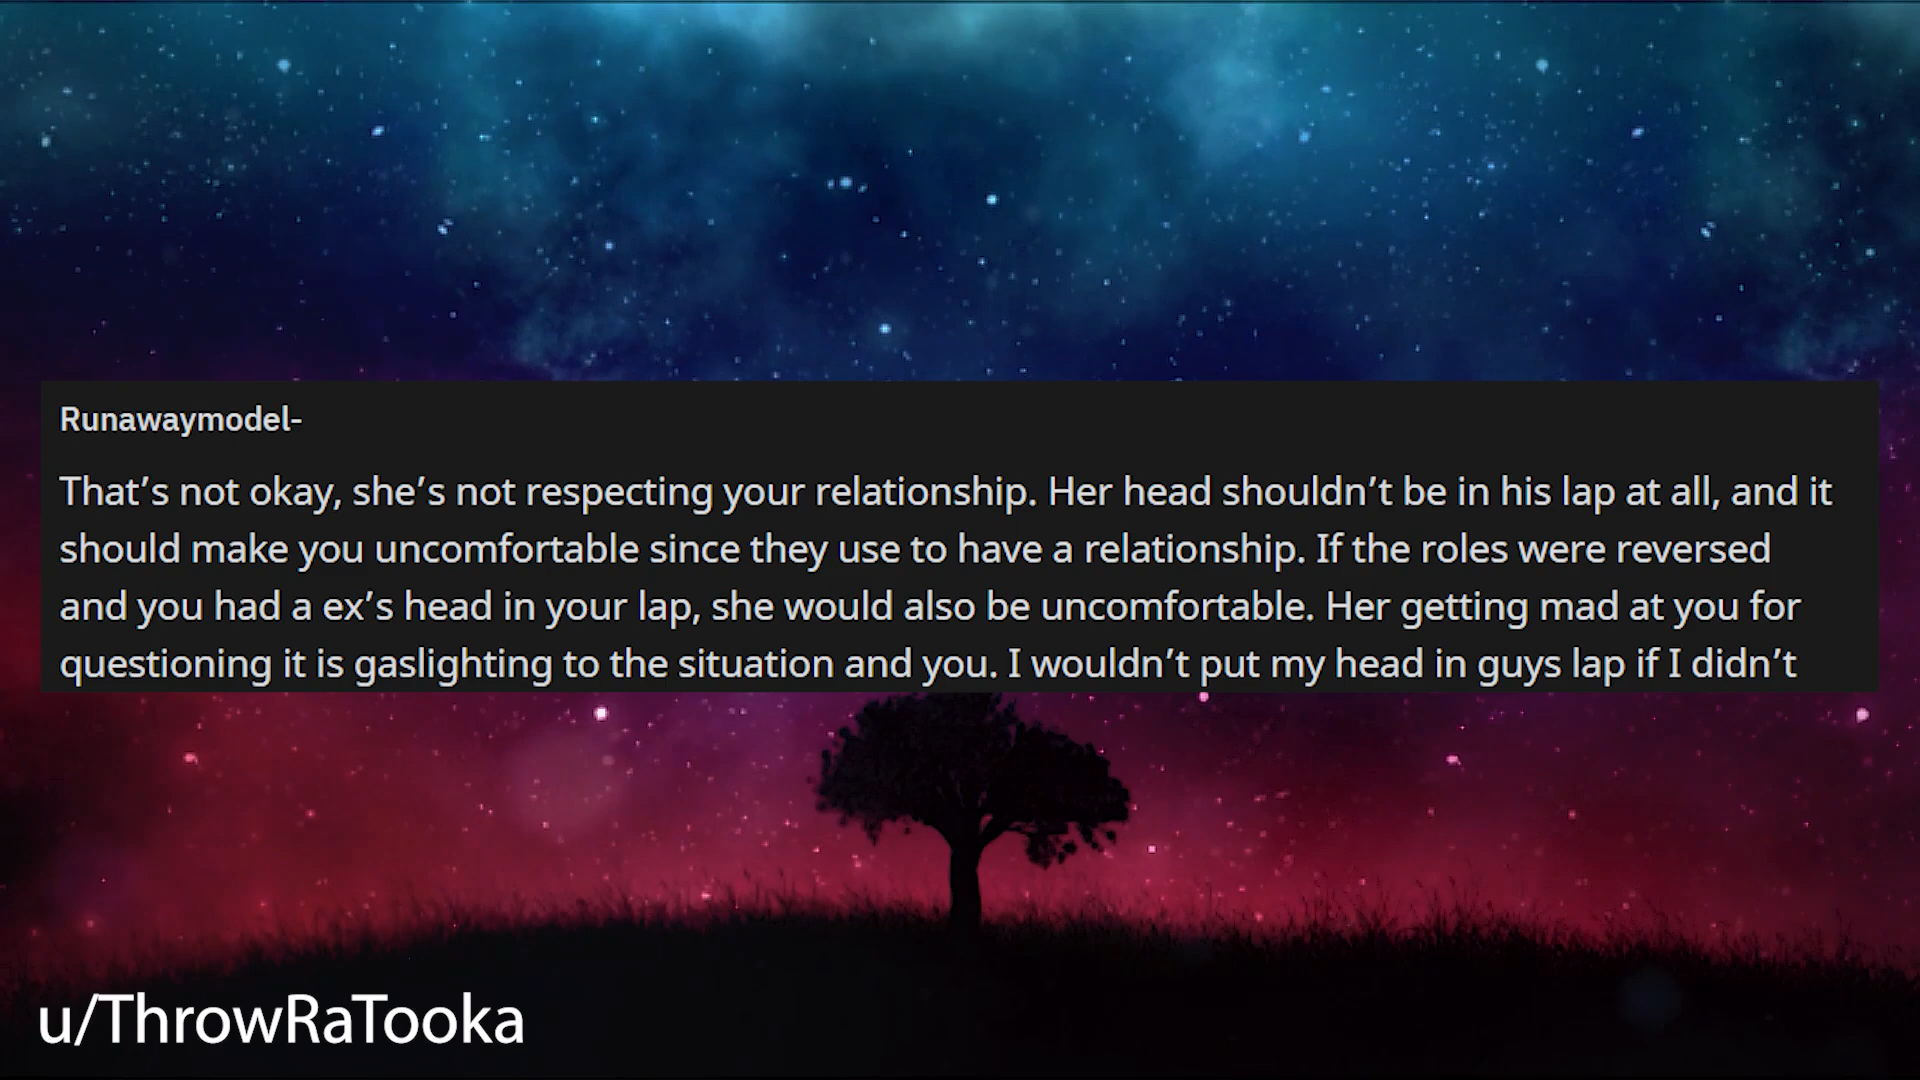 Runawaymodel-
That’s not okay, she’s not respecting your relationship. Her head shouldn’t be in his lap at all, and it
should make you uncomfortable since they use to have a relationship. If the roles were reversed
and you had a ex’s head in your lap, she would also be uncomfortable. Her getting mad at you for
questioning it is gaslighting to the situation and you. I wouldn’t put my head in guys lap if I didn’t
u/ThrowRaTooka